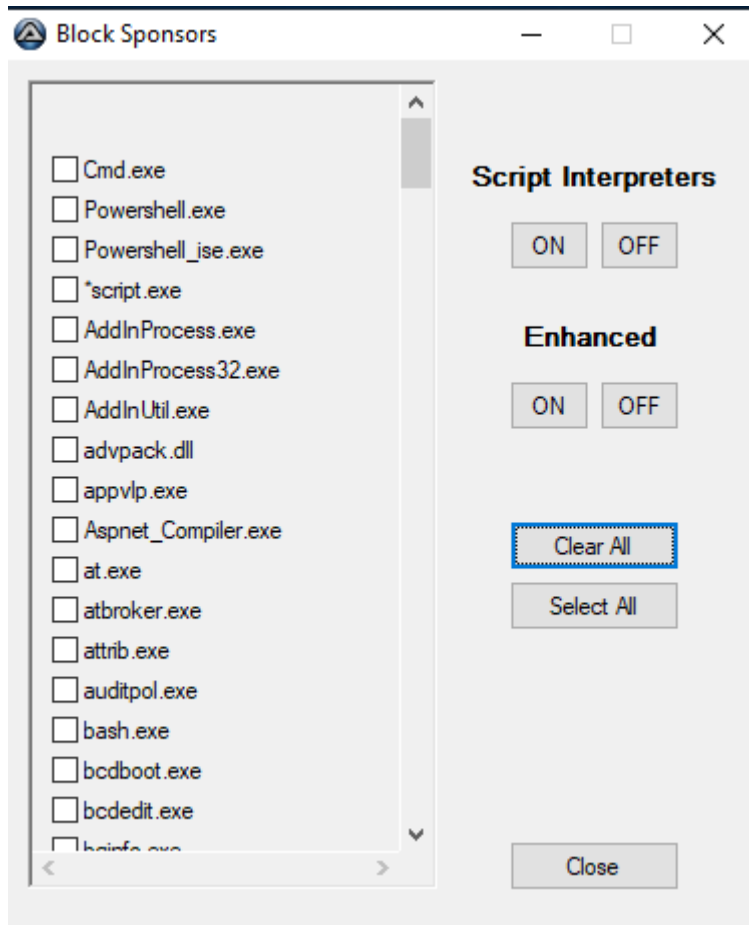 Block Sponsors
Cmd.exe
Powershell.exe
Powershell_ise.exe
*script.exe
AddInProcess.exe
AddInProcess32.exe
AddInUtil.exe
advpack.dll
appvlp.exe
Aspnet_Compiler.exe
at.exe
atbroker.exe
attrib.exe
auditpol.exe
bash.exe
bcdboot.exe
bcdedit.exe
Script Interpreters
ON OFF
Enhanced
ON OFF
Clear All
Select All
Close